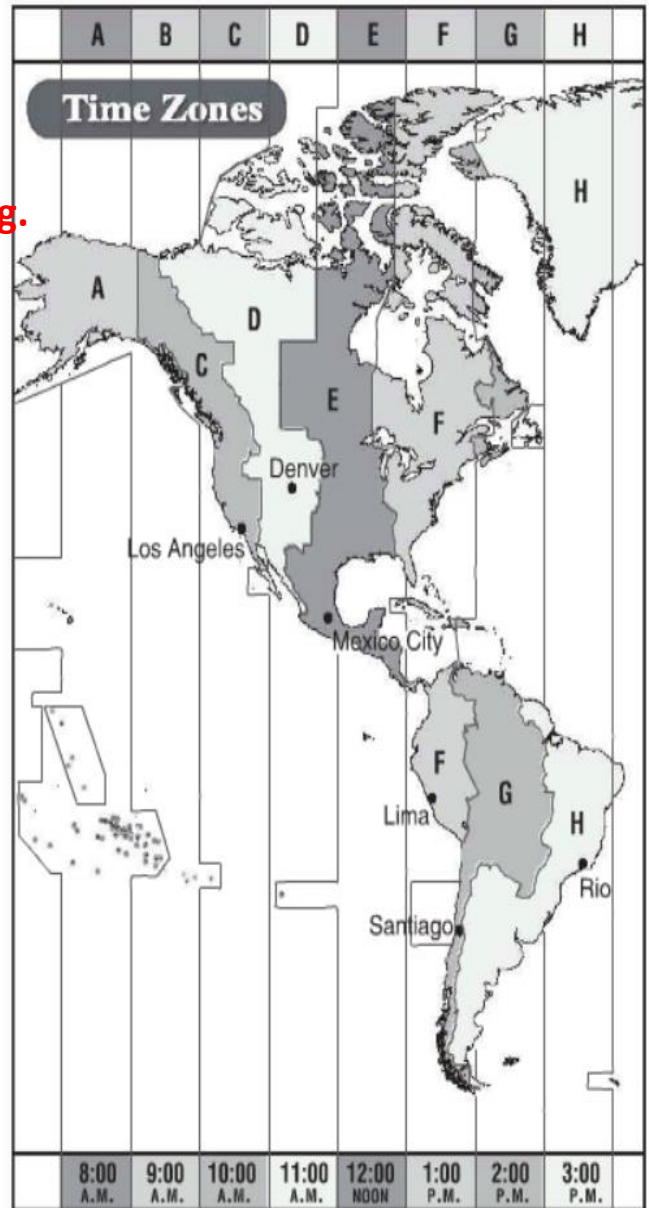 A B C D E F G H
Time Zones
g.
H
A
D
C
E
F
Denver
Los Angeles
Mexico City
F
G
Lima
H
Rio
Santiago
8:00 9:00 10:00 11:00 12:00 1:00 2:00 3:00
A.M. A.M. A.M. A.M. NOON P.M. P.M. P.M.